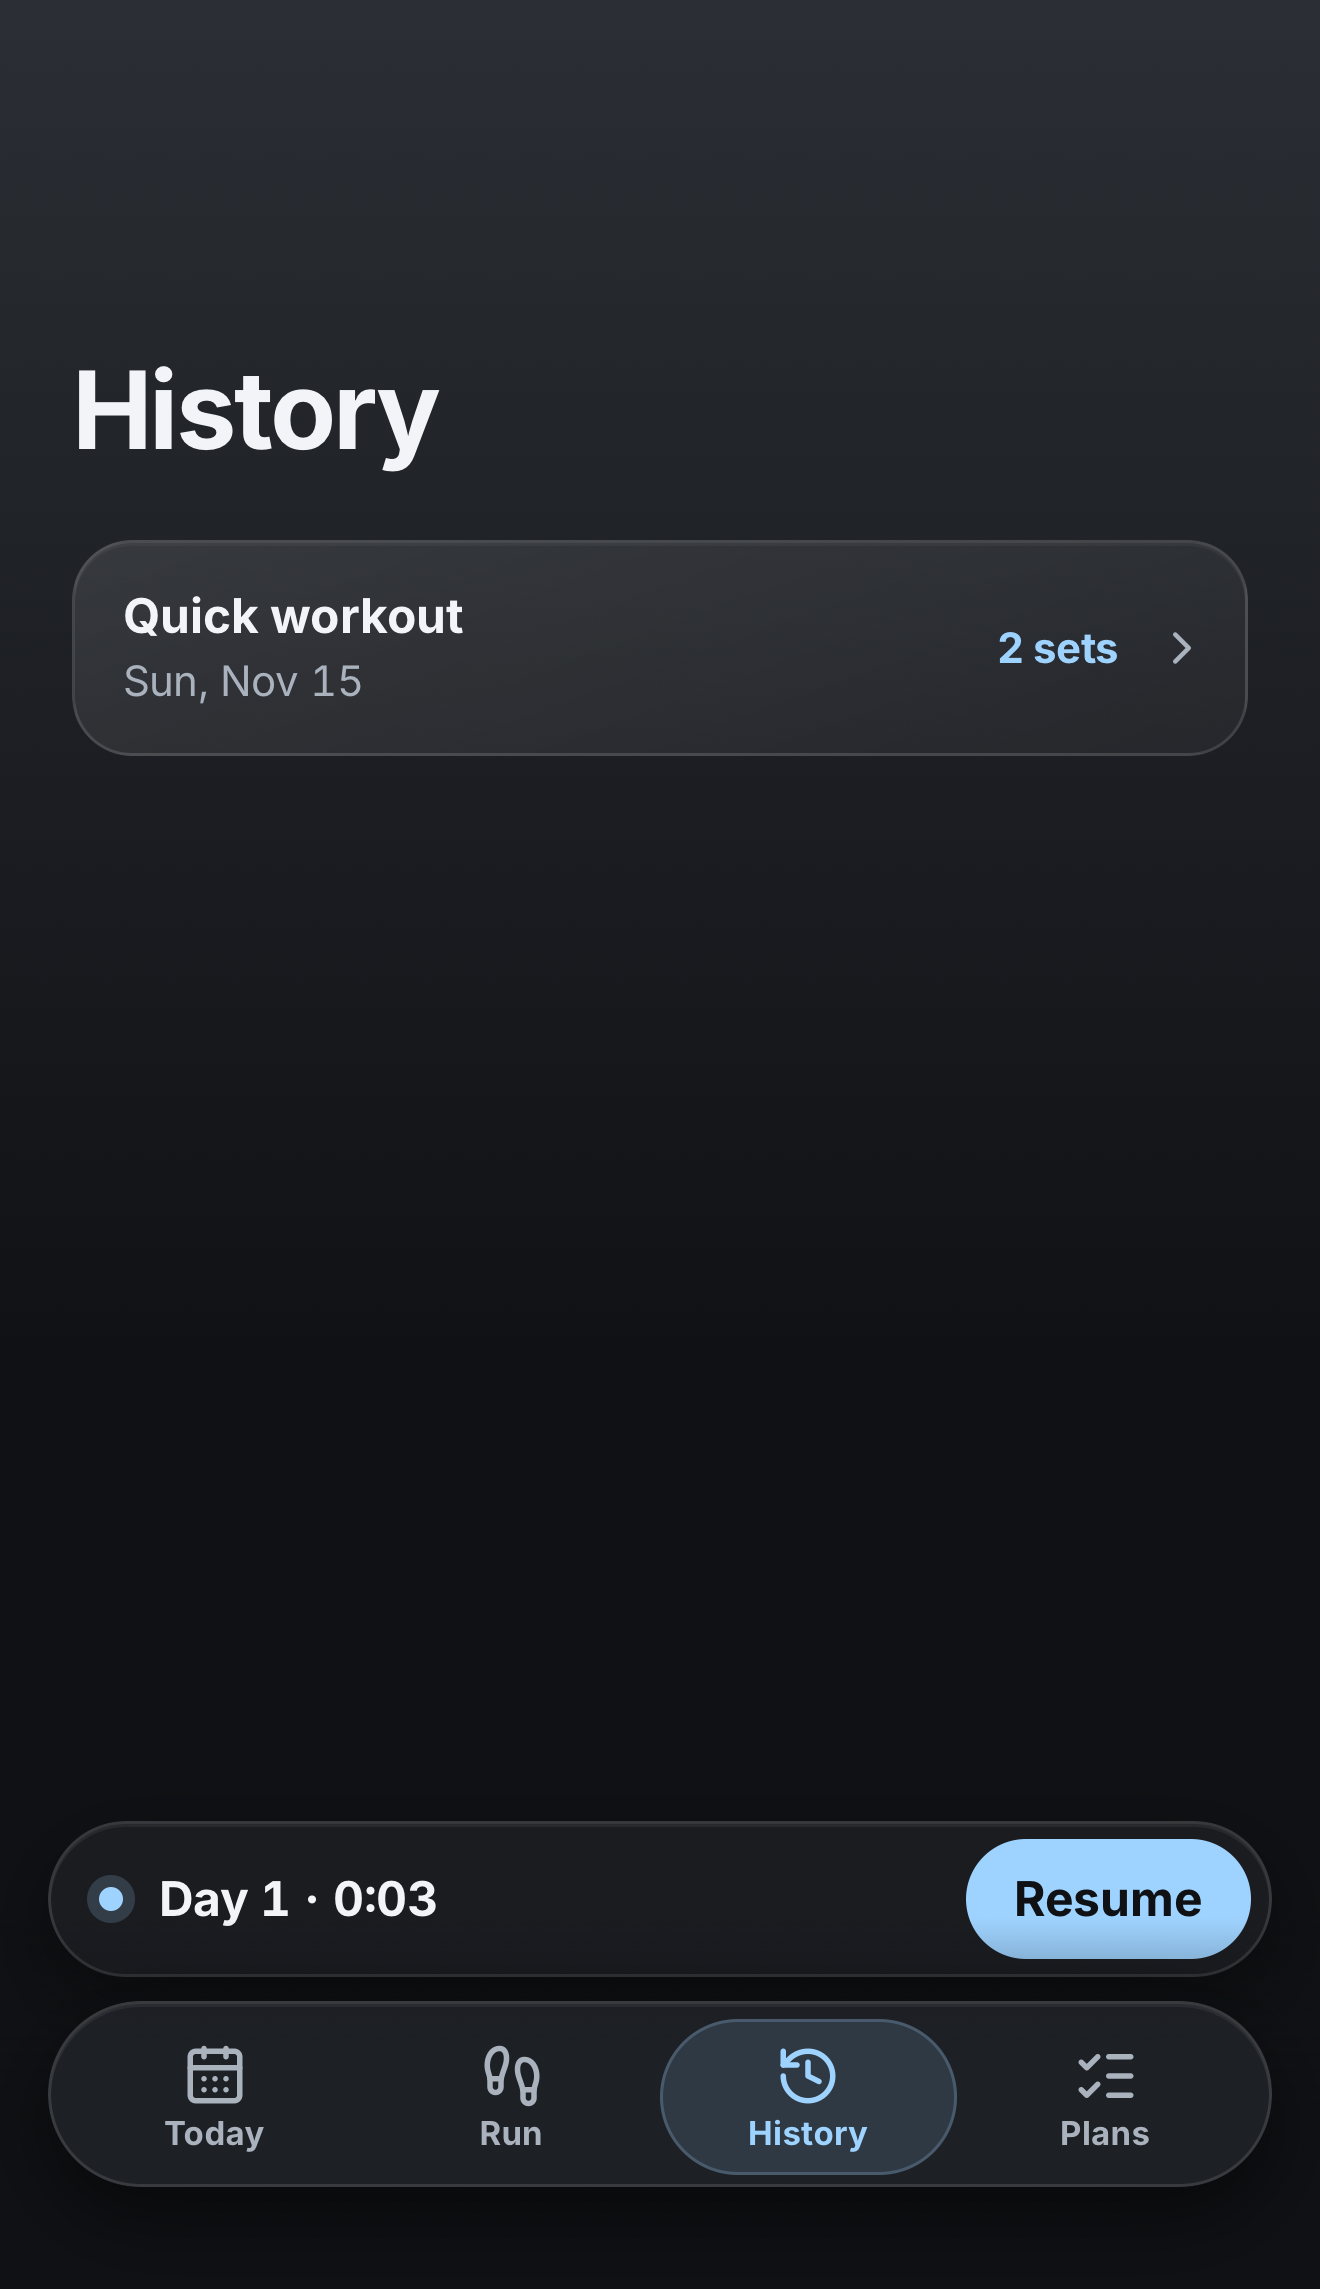 History
Quick workout
Sun, Nov 15
2 sets
Day 1 · 0:03
Resume
Today
Run
History
Plans